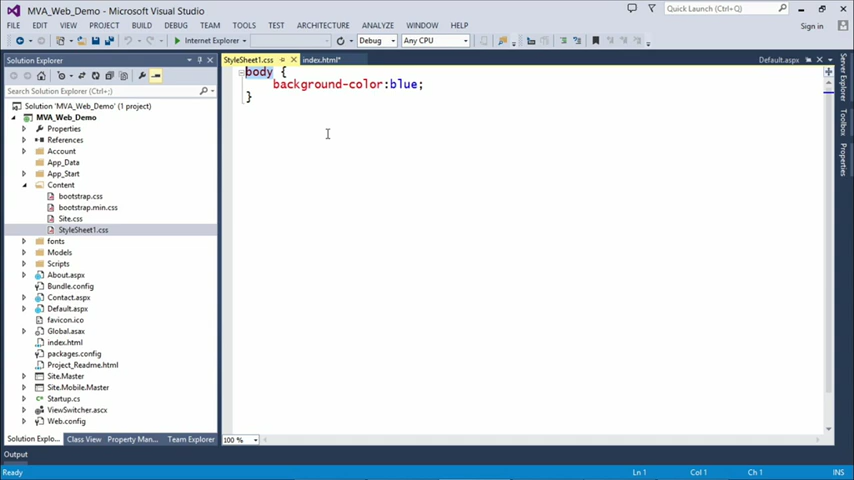 MVA_Web_Demo - Microsoft Visual Studio
Quick Launch (Ctrl+Q)
FILE EDIT VIEW PROJECT BUILD DEBUG TEAM TOOLS TEST ARCHITECTURE ANALYZE WINDOW HELP
Sign in
Internet Explorer Debug Any CPU
Solution Explorer
StyleSheet1.css index.html*
Default.aspx
Search Solution Explorer (Ctrl+;)
Solution 'MVA_Web_Demo' (1 project)
MVA_Web_Demo
Properties
References
Account
App_Data
App_Start
Content
bootstrap.css
bootstrap.min.css
Site.css
StyleSheet1.css
fonts
Models
Scripts
About.aspx
Bundle.config
Contact.aspx
Default.aspx
favicon.ico
Global.asax
index.html
packages.config
Project_Readme.html
Site.Master
Site.Mobile.Master
Startup.cs
ViewSwitcher.ascx
Web.config
body {
background-color:blue;
}
Server Explorer
Toolbox
Properties
100 %
Solution Explo... Class View Property Man... Team Explorer
Output
Ready
Ln 1 Col 1 Ch 1 INS